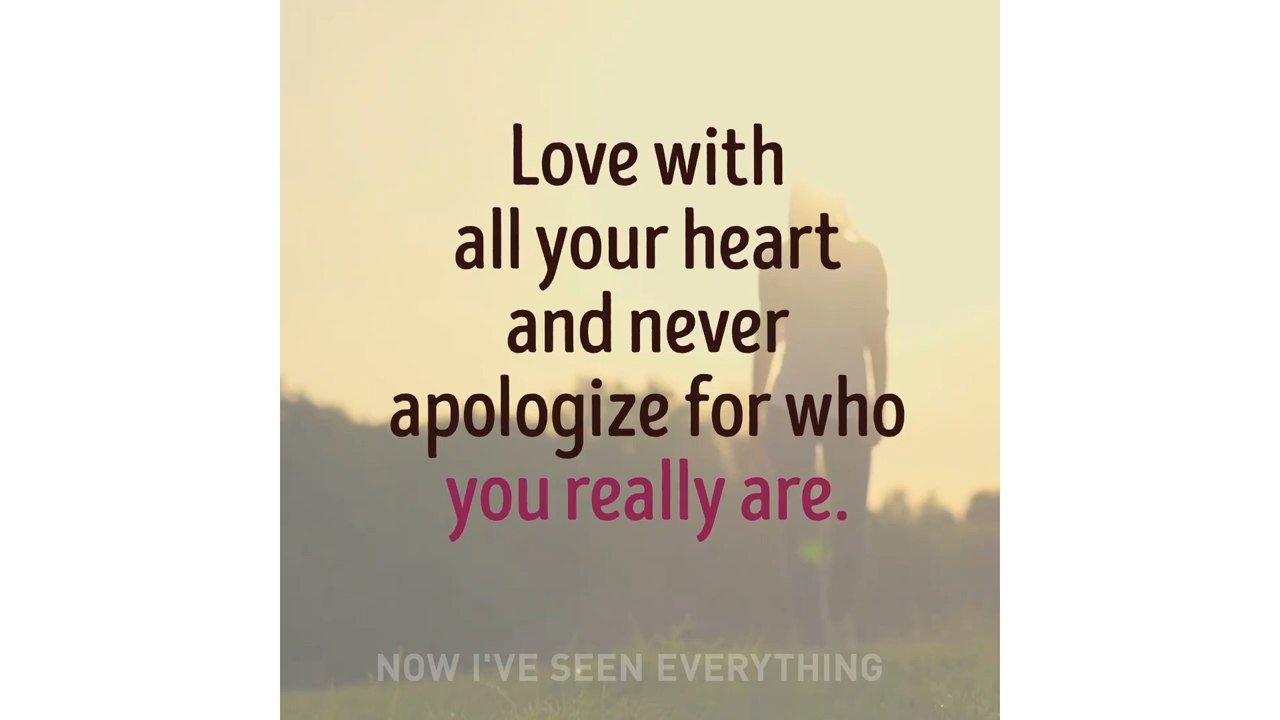 Love with
all your heart
and never
apologize for who
you really are.
NOW I'VE SEEN EVERYTHING